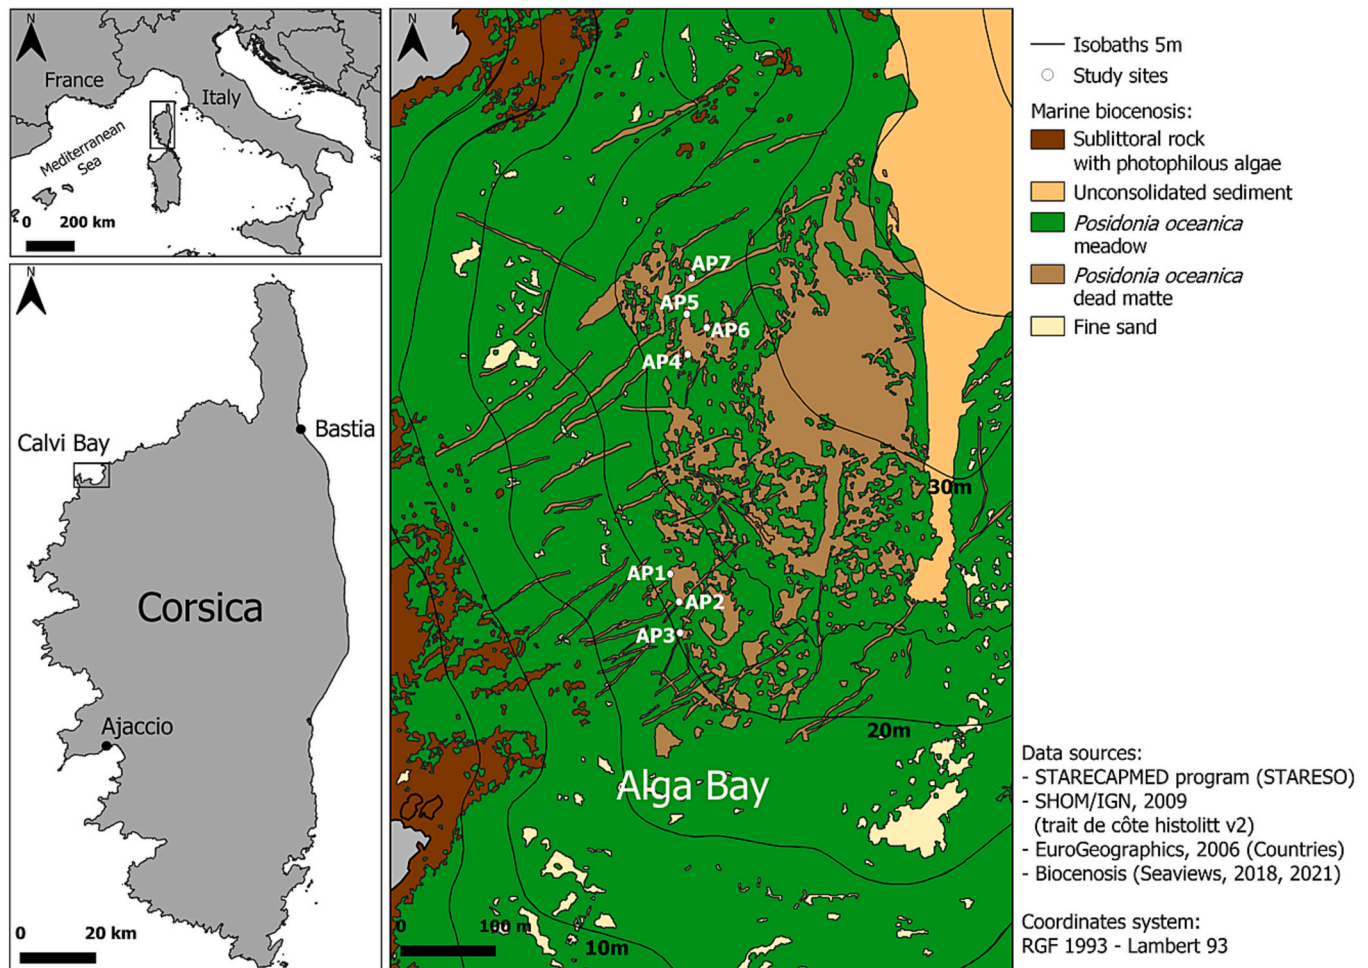 N
France
Italy
Mediterranean
Sea
0 200 km
N
Calvi Bay
Bastia
Corsica
Ajaccio
0 20 km
N
AP7
AP5
AP6
AP4
30m
AP1
AP2
AP3
20m
Alga Bay
0 100 m
10m
Isobaths 5m
Study sites
Marine biocenosis:
Sublittoral rock
with photophilous algae
Unconsolidated sediment
Posidonia oceanica
meadow
Posidonia oceanica
dead matte
Fine sand
Data sources:
- STARECAPMED program (STARESO)
- SHOM/IGN, 2009
(trait de côte histolitt v2)
- EuroGeographics, 2006 (Countries)
- Biocenosis (Seaviews, 2018, 2021)
Coordinates system:
RGF 1993 - Lambert 93